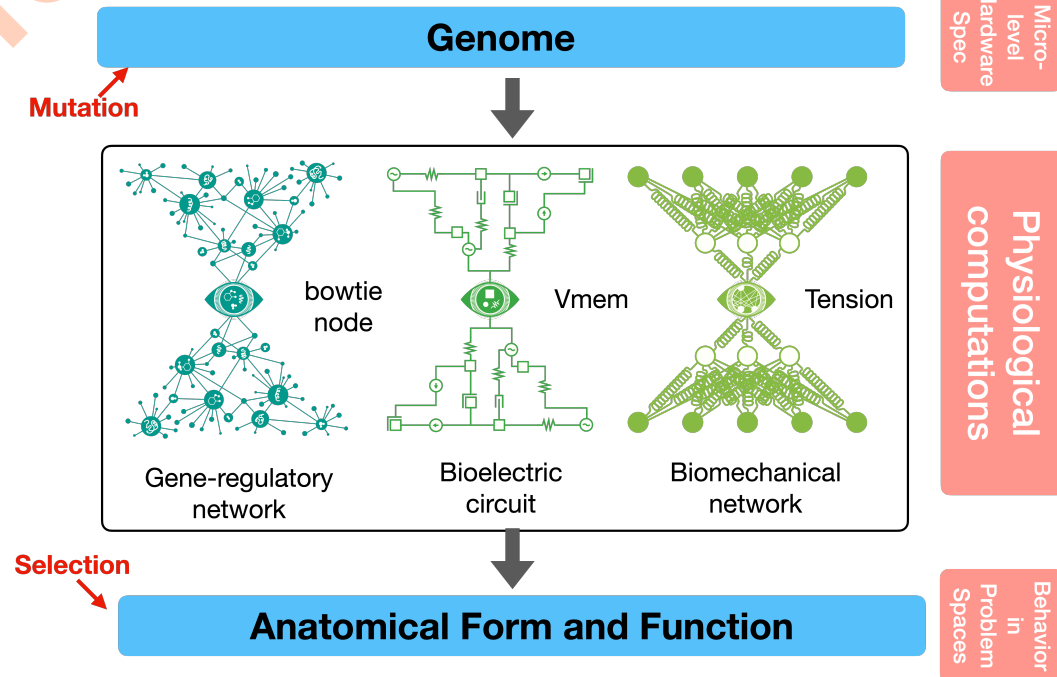 Genome
Mutation
bowtie
node
Vmem
Tension
Gene-regulatory
network
Bioelectric
circuit
Biomechanical
network
Selection
Anatomical Form and Function
Micro-
level
Hardware
Spec
Physiological
computations
Behavior
in
Problem
Spaces